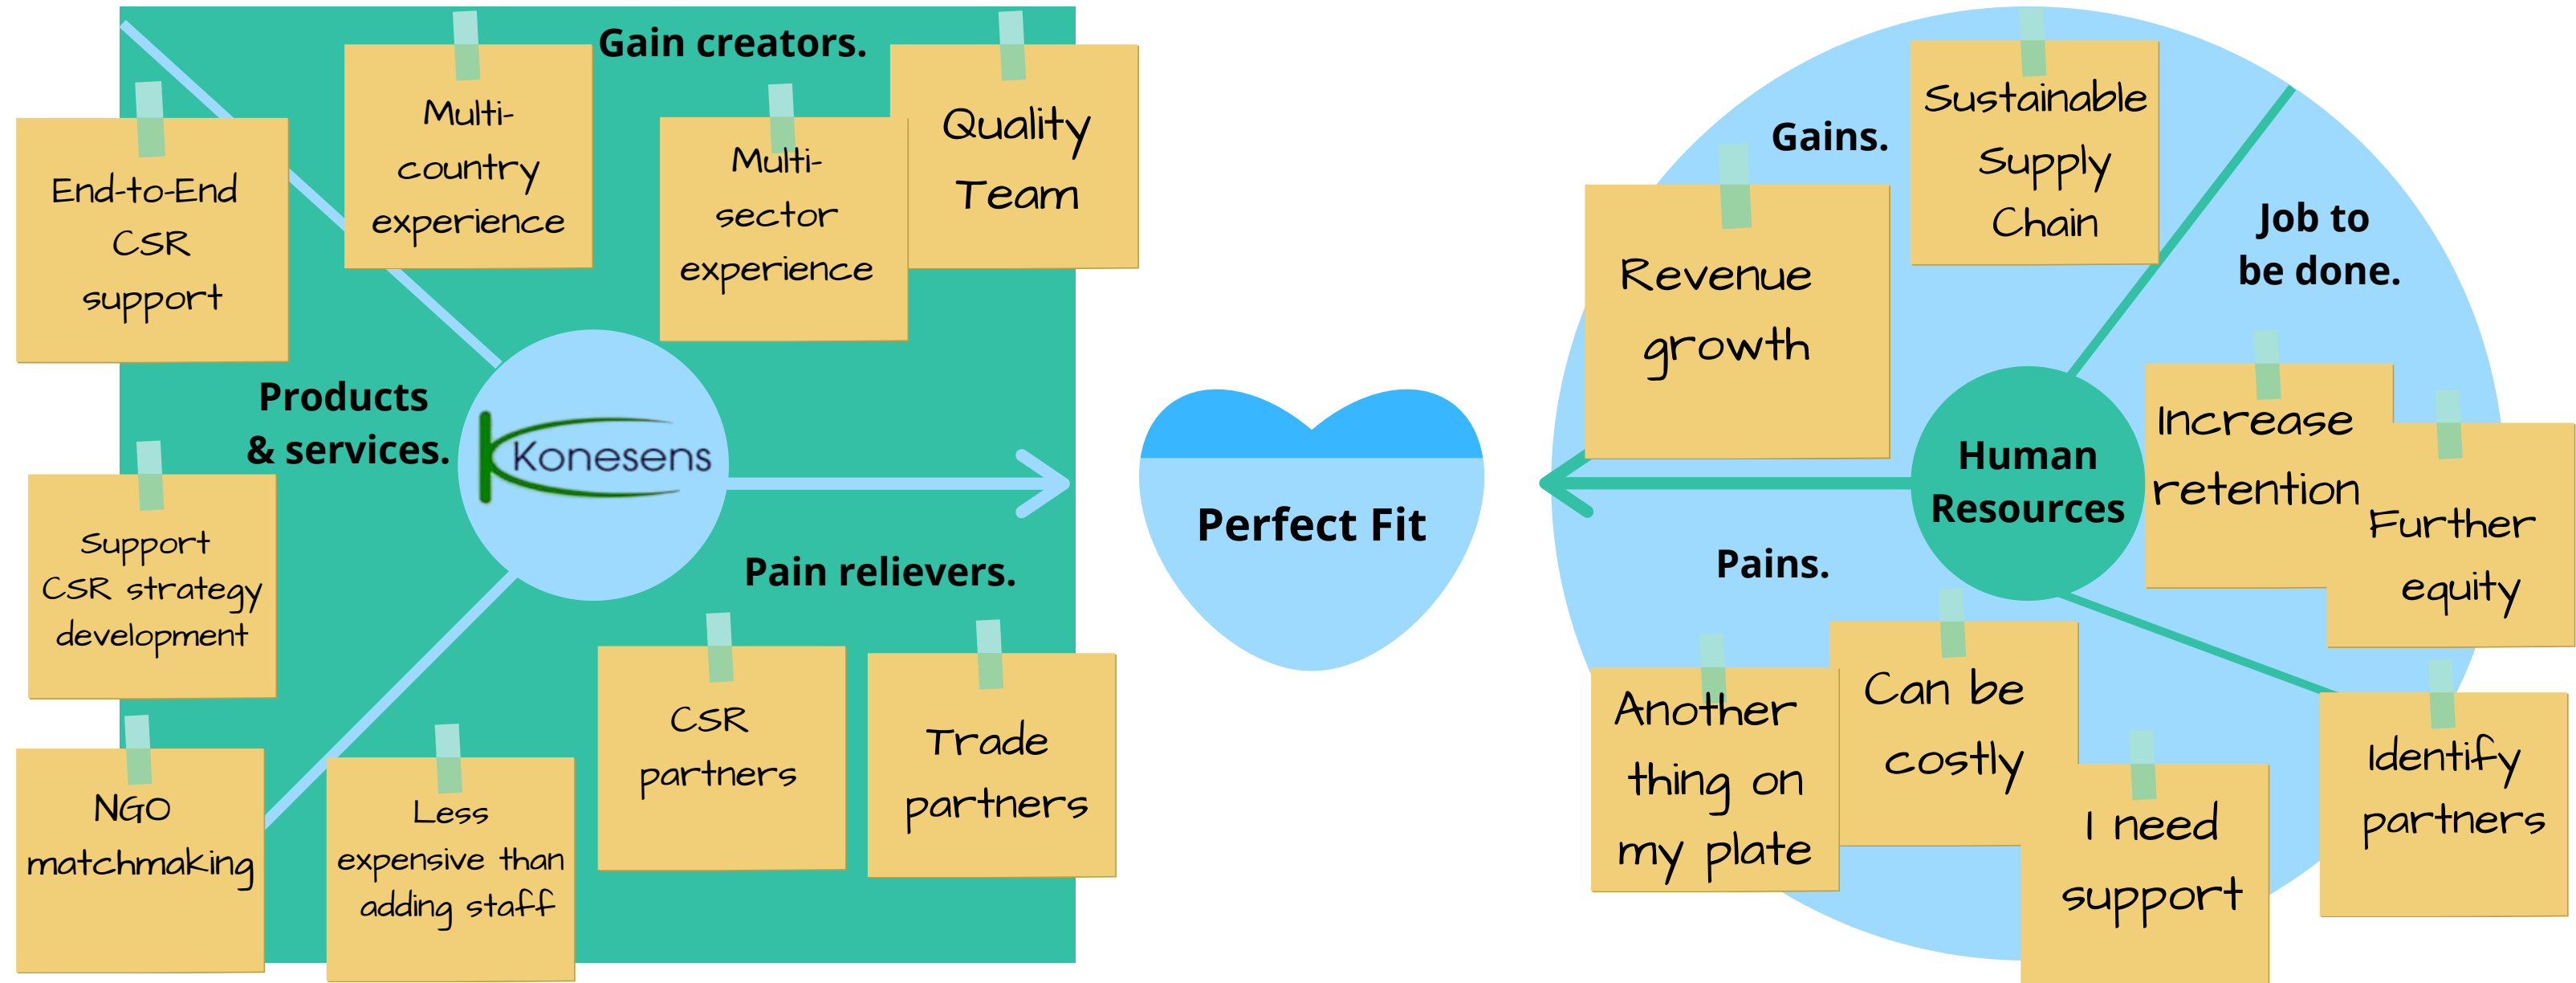 Gain creators.
Multi-
country
experience
Multi-
sector
experience
Quality
Team
End-to-End
CSR
support
Products
& services.
Support
CSR strategy
development
NGO
matchmaking
Konesens
Pain relievers.
Less
expensive than
adding staff
CSR
partners
Trade
partners
Perfect Fit
Gains.
Revenue
growth
Sustainable
Supply
Chain
Job to
be done.
Human
Resources
Increase
retention
Further
equity
Identify
partners
Pains.
Another
thing on
my plate
Can be
costly
I need
support